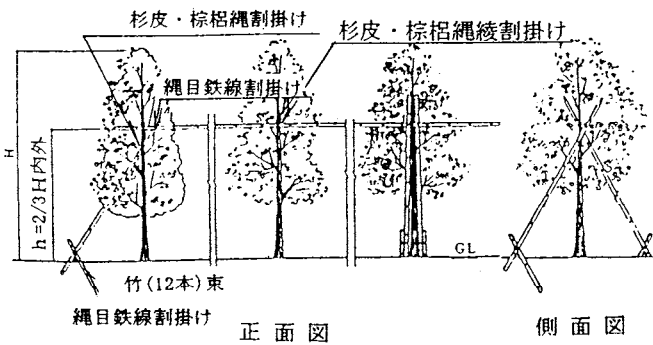 杉皮・棕梠縄割掛け
杉皮・棕梠縄綾割掛け
縄目鉄線割掛け
H
h=2/3H内外
GL
竹(12本)束
縄目鉄線割掛け
正面図
側面図